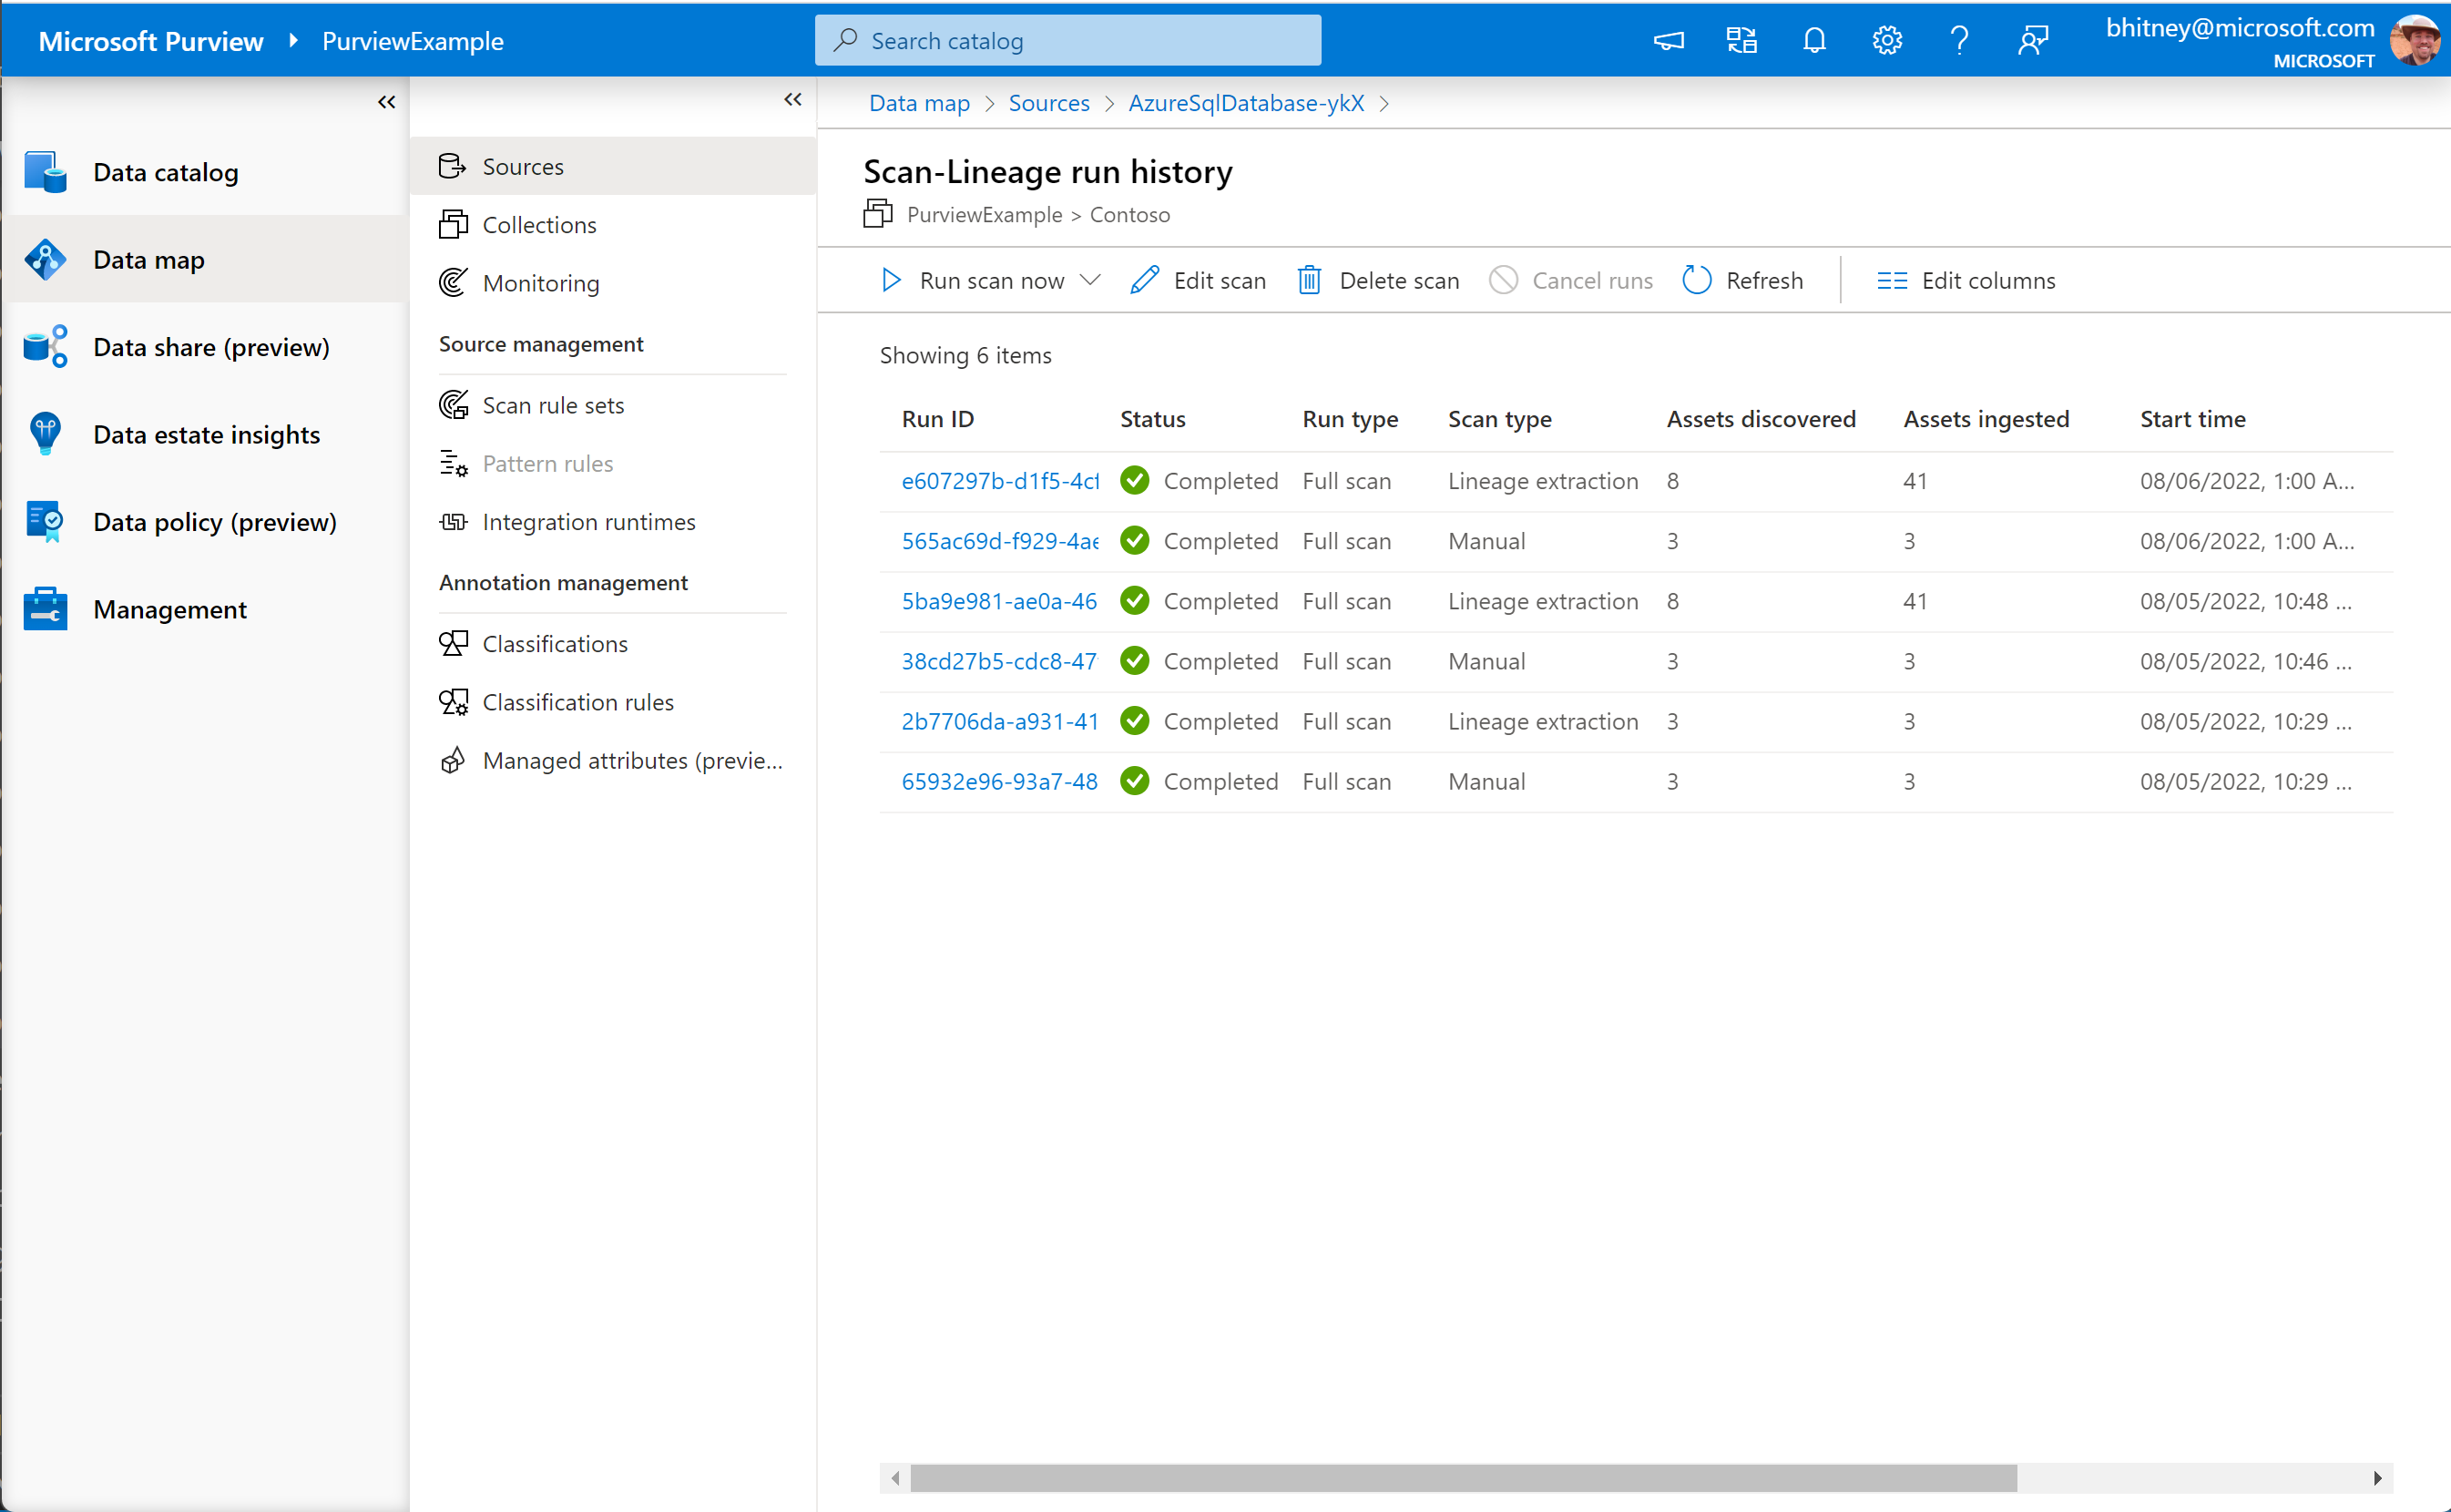 Microsoft Purview PurviewExample
Search catalog
bhitney@microsoft.com
MICROSOFT
Data catalog
Data map
Data share (preview)
Data estate insights
Data policy (preview)
Management
Sources
Collections
Monitoring
Source management
Scan rule sets
Pattern rules
Integration runtimes
Annotation management
Classifications
Classification rules
Managed attributes (previe...
Data map > Sources > AzureSqlDatabase-ykX >
Scan-Lineage run history
PurviewExample > Contoso
Run scan now Edit scan Delete scan Cancel runs Refresh Edit columns
Showing 6 items
Run ID Status Run type Scan type Assets discovered Assets ingested Start time
e607297b-d1f5-4cf Completed Full scan Lineage extraction 8 41 08/06/2022, 1:00 A...
565ac69d-f929-4ae Completed Full scan Manual 3 3 08/06/2022, 1:00 A...
5ba9e981-ae0a-46 Completed Full scan Lineage extraction 8 41 08/05/2022, 10:48 ...
38cd27b5-cdc8-47 Completed Full scan Manual 3 3 08/05/2022, 10:46 ...
2b7706da-a931-41 Completed Full scan Lineage extraction 3 3 08/05/2022, 10:29 ...
65932e96-93a7-48 Completed Full scan Manual 3 3 08/05/2022, 10:29 ...